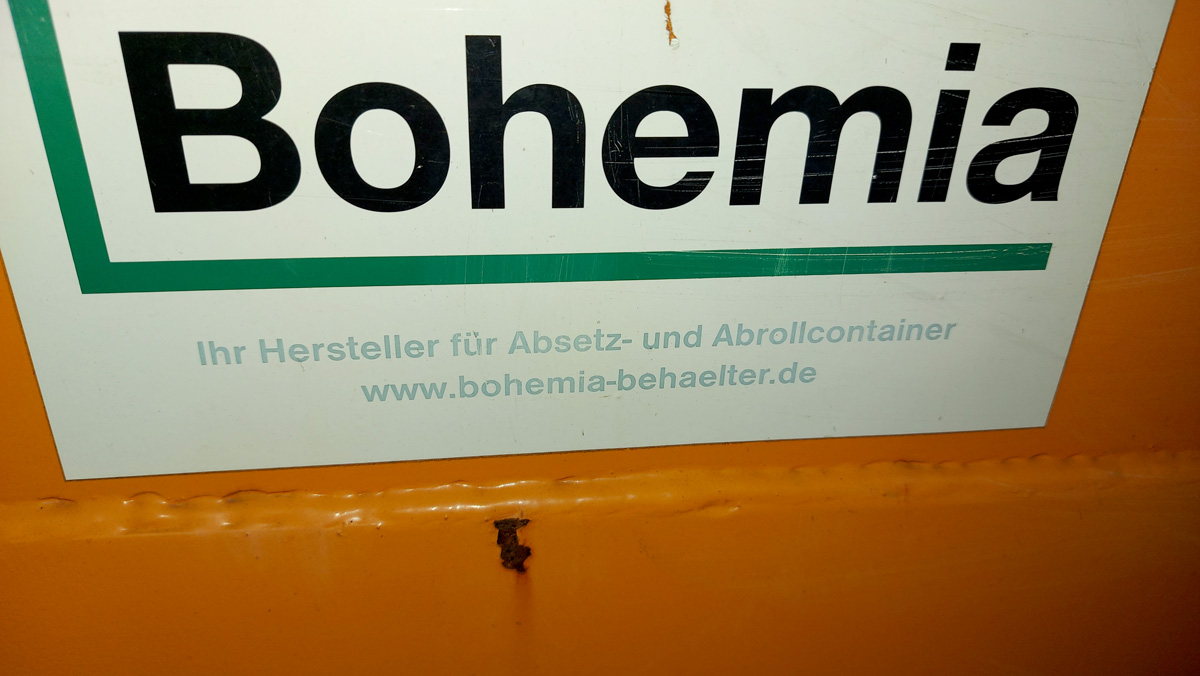 Bohemia
Ihr Hersteller für Absetz- und Abrollcontainer
www.bohemia-behaelter.de